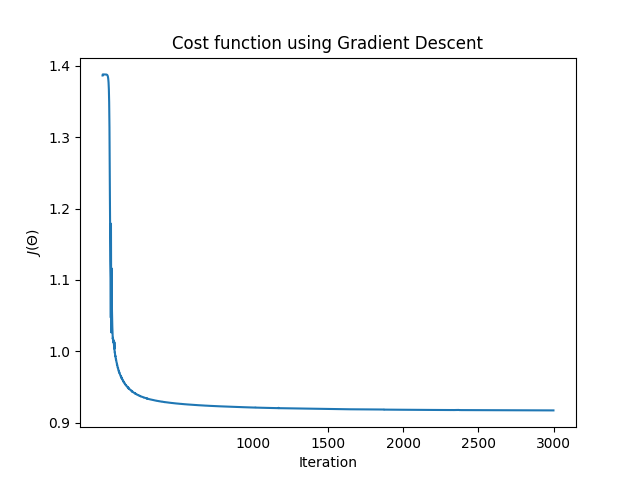 Cost function using Gradient Descent
1.4
1.3
1.2
1.1
1.0
0.9
J(Θ)
1000 1500 2000 2500 3000
Iteration